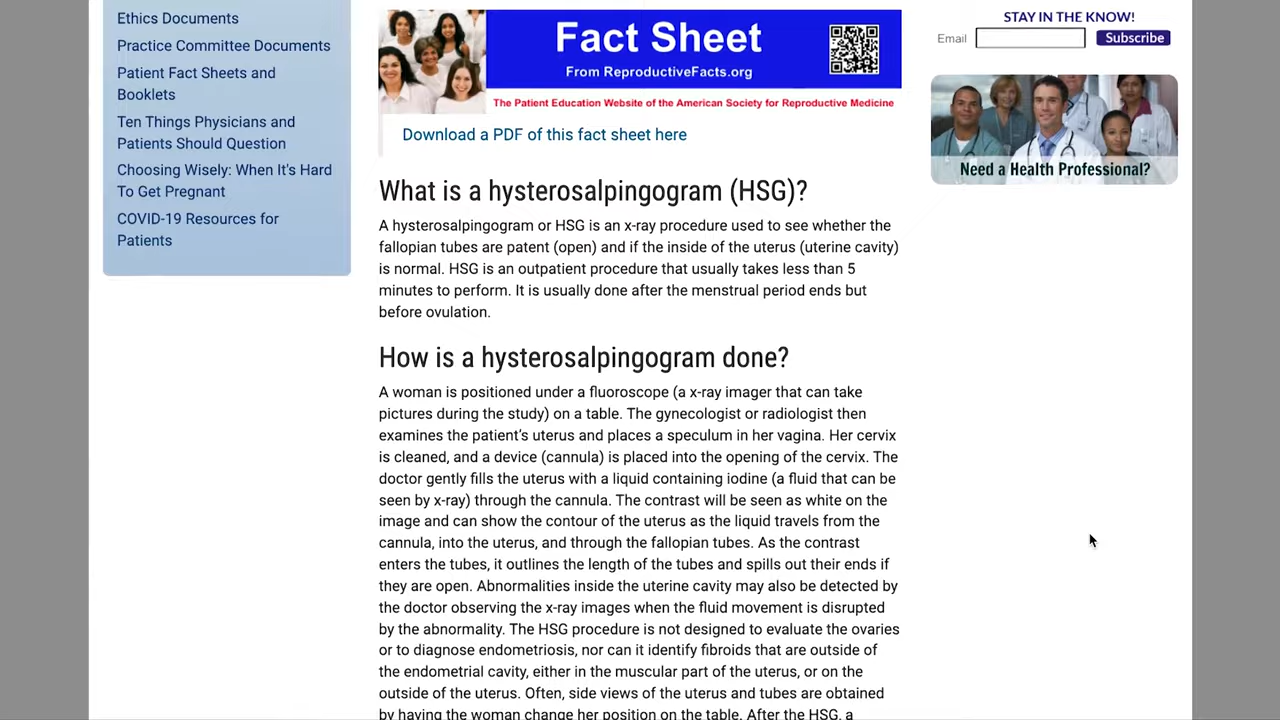 Ethics Documents
Practice Committee Documents
Patient Fact Sheets and
Booklets
Ten Things Physicians and
Patients Should Question
Choosing Wisely: When It's Hard
To Get Pregnant
COVID-19 Resources for
Patients
Fact Sheet
From ReproductiveFacts.org
The Patient Education Website of the American Society for Reproductive Medicine
Download a PDF of this fact sheet here
What is a hysterosalpingogram (HSG)?
A hysterosalpingogram or HSG is an x-ray procedure used to see whether the
fallopian tubes are patent (open) and if the inside of the uterus (uterine cavity)
is normal. HSG is an outpatient procedure that usually takes less than 5
minutes to perform. It is usually done after the menstrual period ends but
before ovulation.
How is a hysterosalpingogram done?
A woman is positioned under a fluoroscope (a x-ray imager that can take
pictures during the study) on a table. The gynecologist or radiologist then
examines the patient's uterus and places a speculum in her vagina. Her cervix
is cleaned, and a device (cannula) is placed into the opening of the cervix. The
doctor gently fills the uterus with a liquid containing iodine (a fluid that can be
seen by x-ray) through the cannula. The contrast will be seen as white on the
image and can show the contour of the uterus as the liquid travels from the
cannula, into the uterus, and through the fallopian tubes. As the contrast
enters the tubes, it outlines the length of the tubes and spills out their ends if
they are open. Abnormalities inside the uterine cavity may also be detected by
the doctor observing the x-ray images when the fluid movement is disrupted
by the abnormality. The HSG procedure is not designed to evaluate the ovaries
or to diagnose endometriosis, nor can it identify fibroids that are outside of
the endometrial cavity, either in the muscular part of the uterus, or on the
outside of the uterus. Often, side views of the uterus and tubes are obtained
by having the woman change her position on the table. After the HSG, a
STAY IN THE KNOW!
Email
Subscribe
Need a Health Professional?